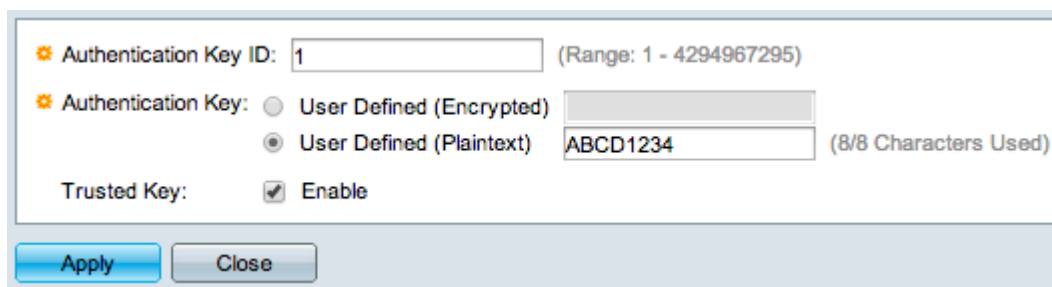 Authentication Key ID: 1 (Range: 1 - 4294967295)
Authentication Key: User Defined (Encrypted)
User Defined (Plaintext) ABCD1234 (8/8 Characters Used)
Trusted Key: Enable
Apply Close